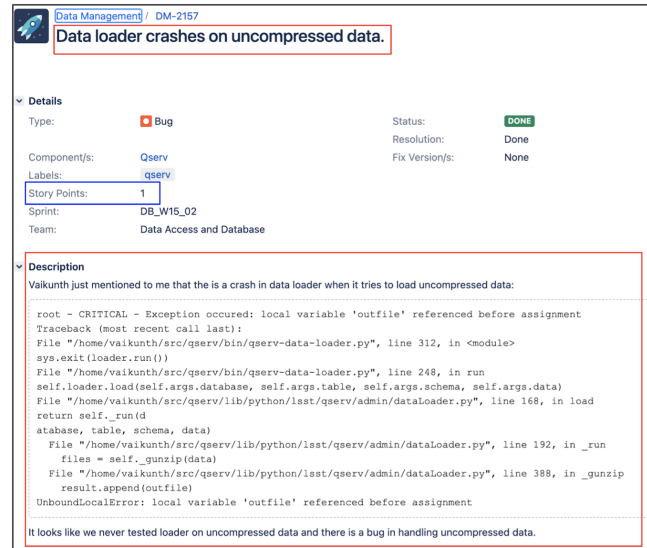 Data Management / DM-2157
Data loader crashes on uncompressed data.
Details
Type: Bug Status: DONE
Resolution: Done
Component/s: Qserv Fix Version/s: None
Labels: qserv
Story Points: 1
Sprint: DB_W15_02
Team: Data Access and Database
Description
Vaikunth just mentioned to me that the is a crash in data loader when it tries to load uncompressed data:
root - CRITICAL - Exception occured: local variable 'outfile' referenced before assignment
Traceback (most recent call last):
File "/home/vaikunth/src/qserv/bin/qserv-data-loader.py", line 312, in <module>
sys.exit(loader.run())
File "/home/vaikunth/src/qserv/bin/qserv-data-loader.py", line 248, in run
self.loader.load(self.args.database, self.args.table, self.args.schema, self.args.data)
File "/home/vaikunth/src/qserv/lib/python/lsst/qserv/admin/dataLoader.py", line 168, in load
return self._run(d
atabase, table, schema, data)
File "/home/vaikunth/src/qserv/lib/python/lsst/qserv/admin/dataLoader.py", line 192, in _run
files = self._gunzip(data)
File "/home/vaikunth/src/qserv/lib/python/lsst/qserv/admin/dataLoader.py", line 388, in _gunzip
result.append(outfile)
UnboundLocalError: local variable 'outfile' referenced before assignment
It looks like we never tested loader on uncompressed data and there is a bug in handling uncompressed data.